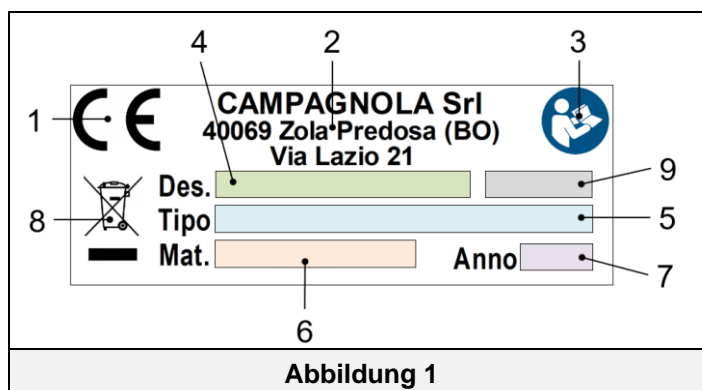 4 2 3
1 CE CAMPAGNOLA Srl
40069 Zola Predosa (BO)
Via Lazio 21
Des. 9
8 Tipo 5
Mat. Anno 7
6
Abbildung 1